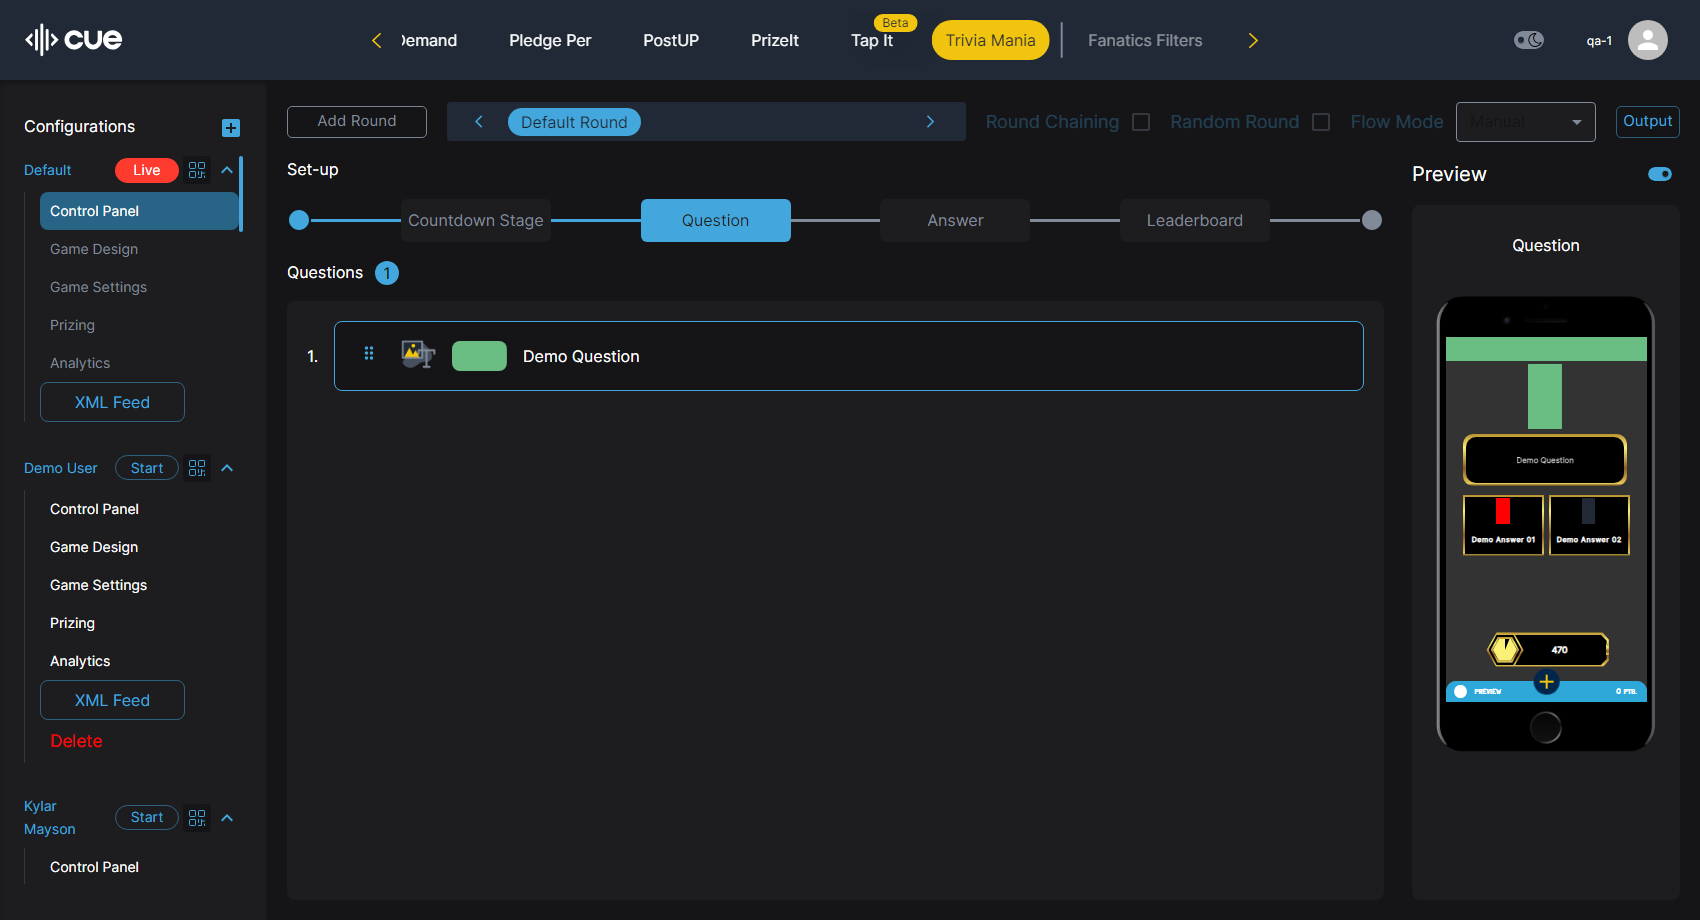 cue
Demand
Pledge Per
PostUP
PrizeIt
Tap It
Beta
Trivia Mania
Fanatics Filters
qa-1
Configurations
Default
Live
Control Panel
Game Design
Game Settings
Prizing
Analytics
XML Feed
Demo User
Start
Control Panel
Game Design
Game Settings
Prizing
Analytics
XML Feed
Delete
Kylar
Mayson
Start
Control Panel
Add Round
Default Round
Round Chaining
Random Round
Flow Mode
Manual
Output
Set-up
Countdown Stage
Question
Answer
Leaderboard
Questions 1
1.
Demo Question
Preview
Question
Demo Question
Demo Answer 01
Demo Answer 02
470
PREVIEW
0 PTS.